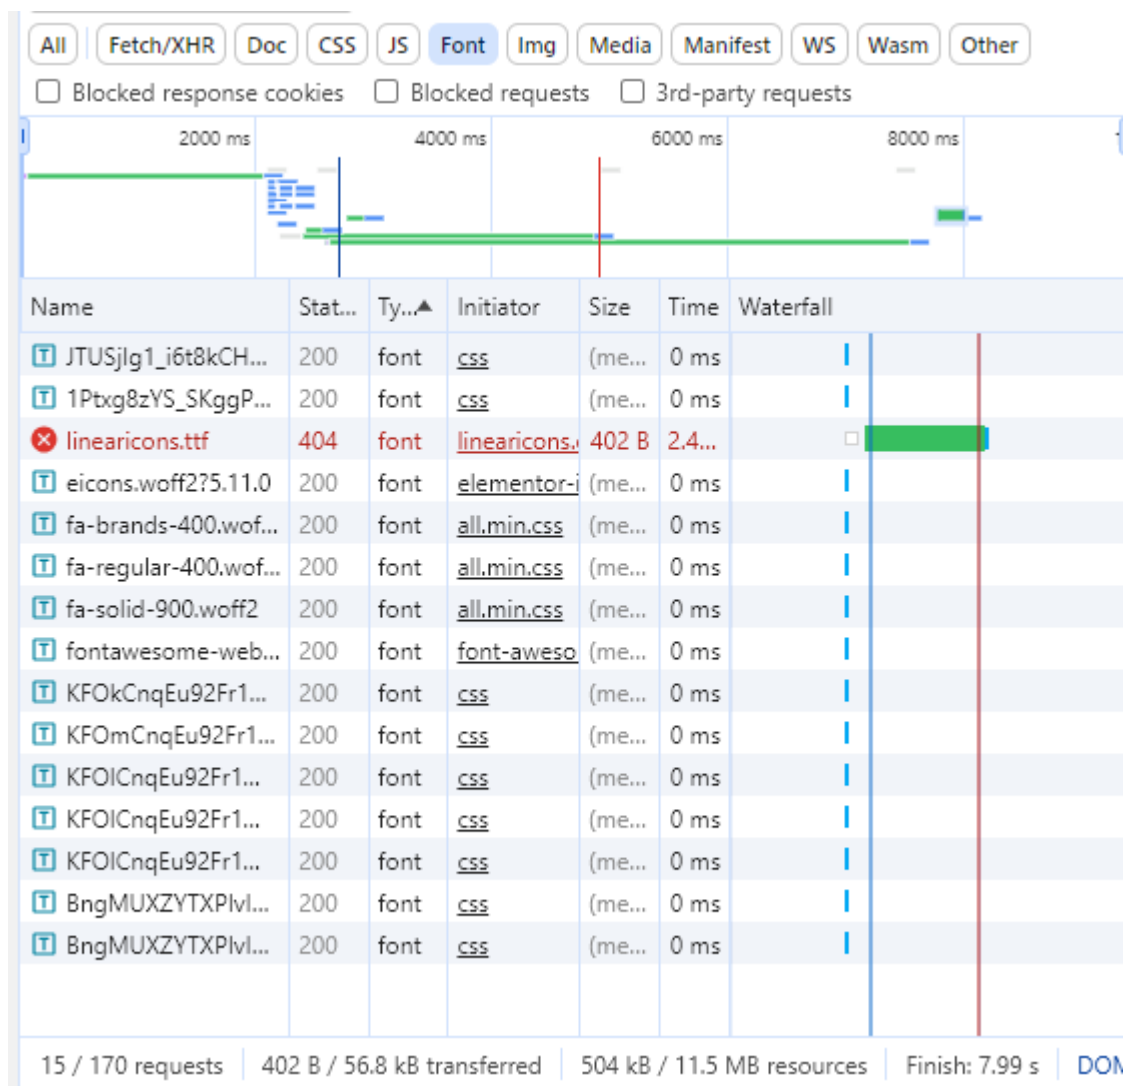 All Fetch/XHR Doc CSS JS Font Img Media Manifest WS Wasm Other
Blocked response cookies Blocked requests 3rd-party requests
2000 ms 4000 ms 6000 ms 8000 ms
Name Stat... Ty... Initiator Size Time Waterfall
JTUSjIg1_i6t8kCH... 200 font css (me... 0 ms
1Ptxg8zYS_SKggP... 200 font css (me... 0 ms
linearicons.ttf 404 font linearicons. 402 B 2.4...
eicons.woff2?5.11.0 200 font elementor-i (me... 0 ms
fa-brands-400.wof... 200 font all.min.css (me... 0 ms
fa-regular-400.wof... 200 font all.min.css (me... 0 ms
fa-solid-900.woff2 200 font all.min.css (me... 0 ms
fontawesome-web... 200 font font-aweso (me... 0 ms
KFOkCnqEu92Fr1... 200 font css (me... 0 ms
KFOmCnqEu92Fr1... 200 font css (me... 0 ms
KFOlCnqEu92Fr1... 200 font css (me... 0 ms
KFOlCnqEu92Fr1... 200 font css (me... 0 ms
KFOlCnqEu92Fr1... 200 font css (me... 0 ms
BngMUXZYTXPlvI... 200 font css (me... 0 ms
BngMUXZYTXPlvI... 200 font css (me... 0 ms
15 / 170 requests 402 B / 56.8 kB transferred 504 kB / 11.5 MB resources Finish: 7.99 s